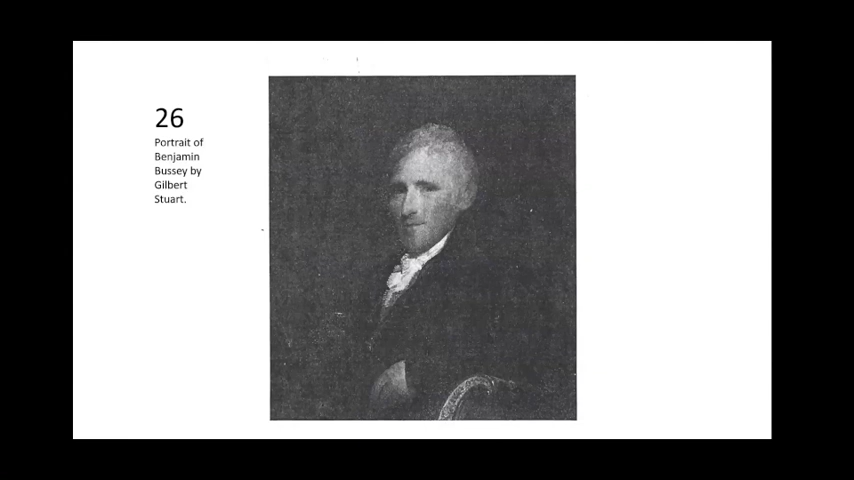 26
Portrait of
Benjamin
Bussey by
Gilbert
Stuart.